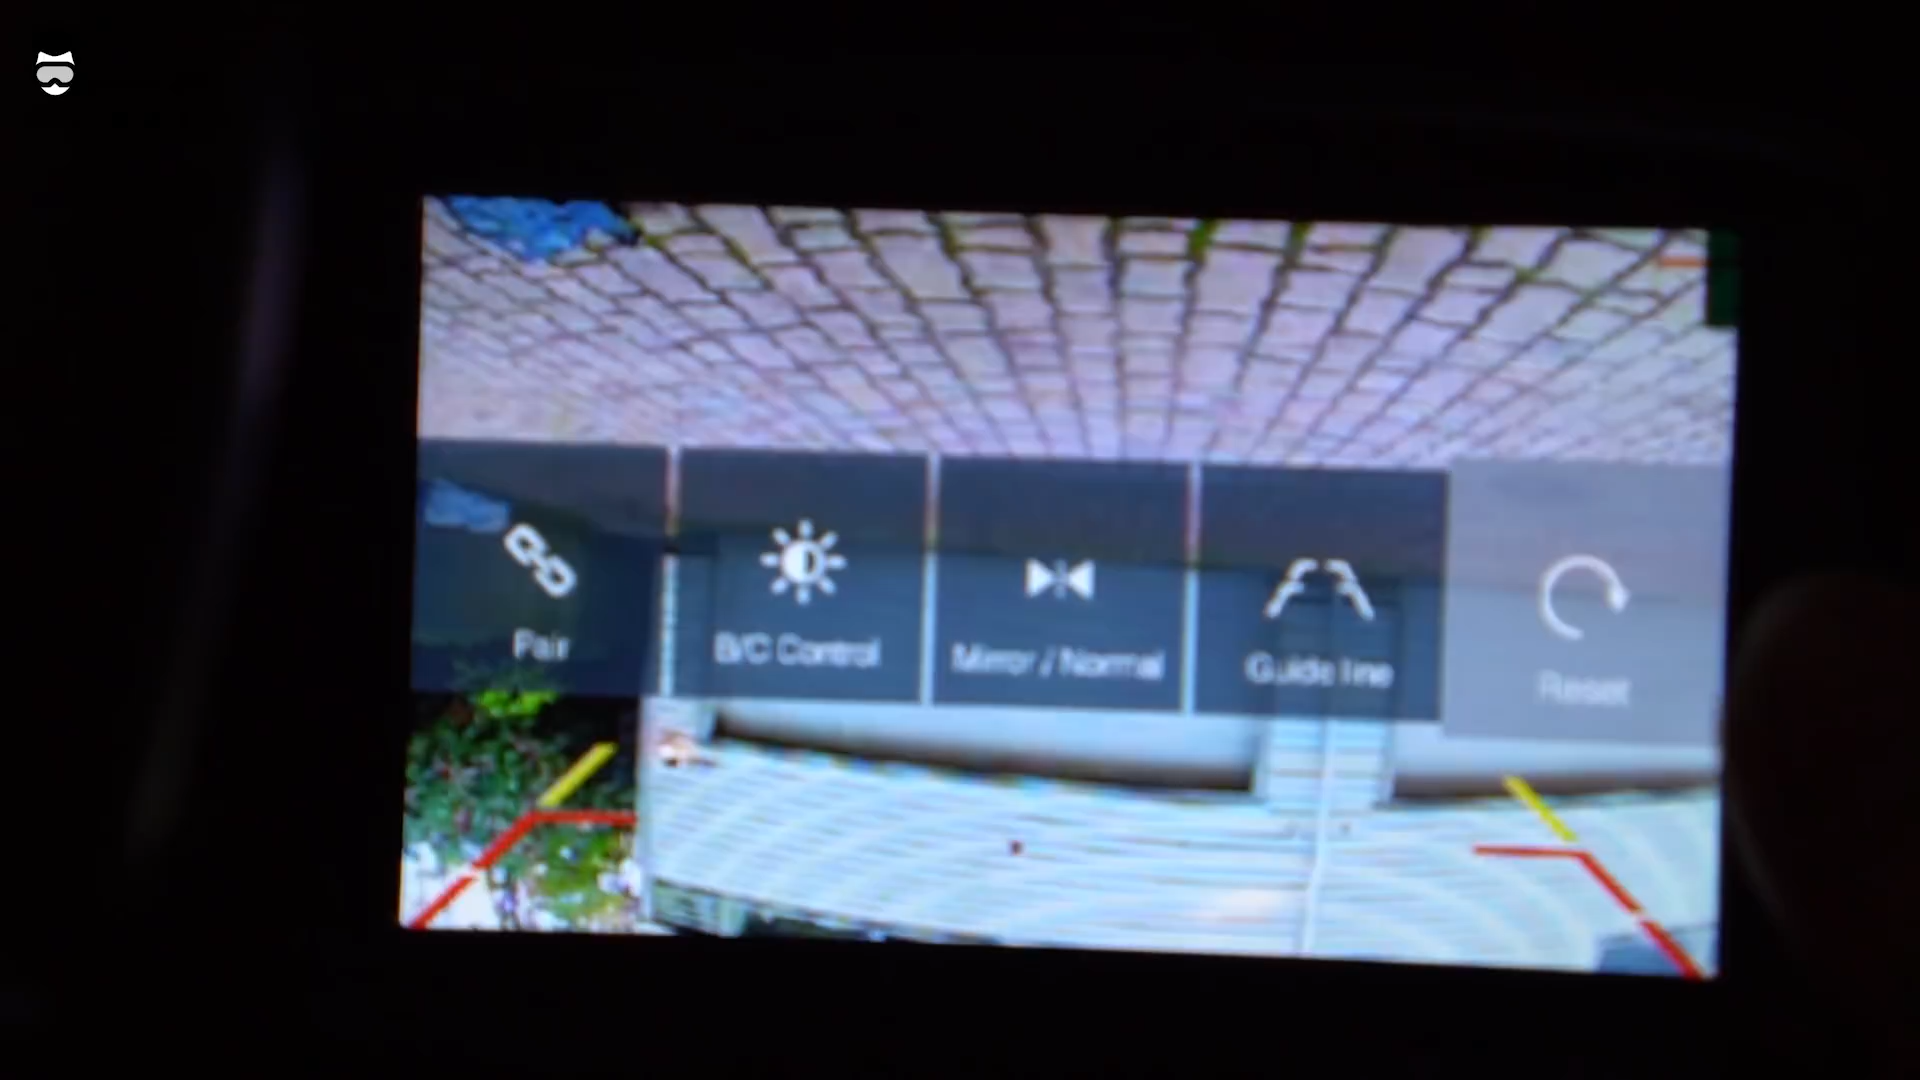 Pair
B/C Control
Mirror / Normal
Guide line
Reset